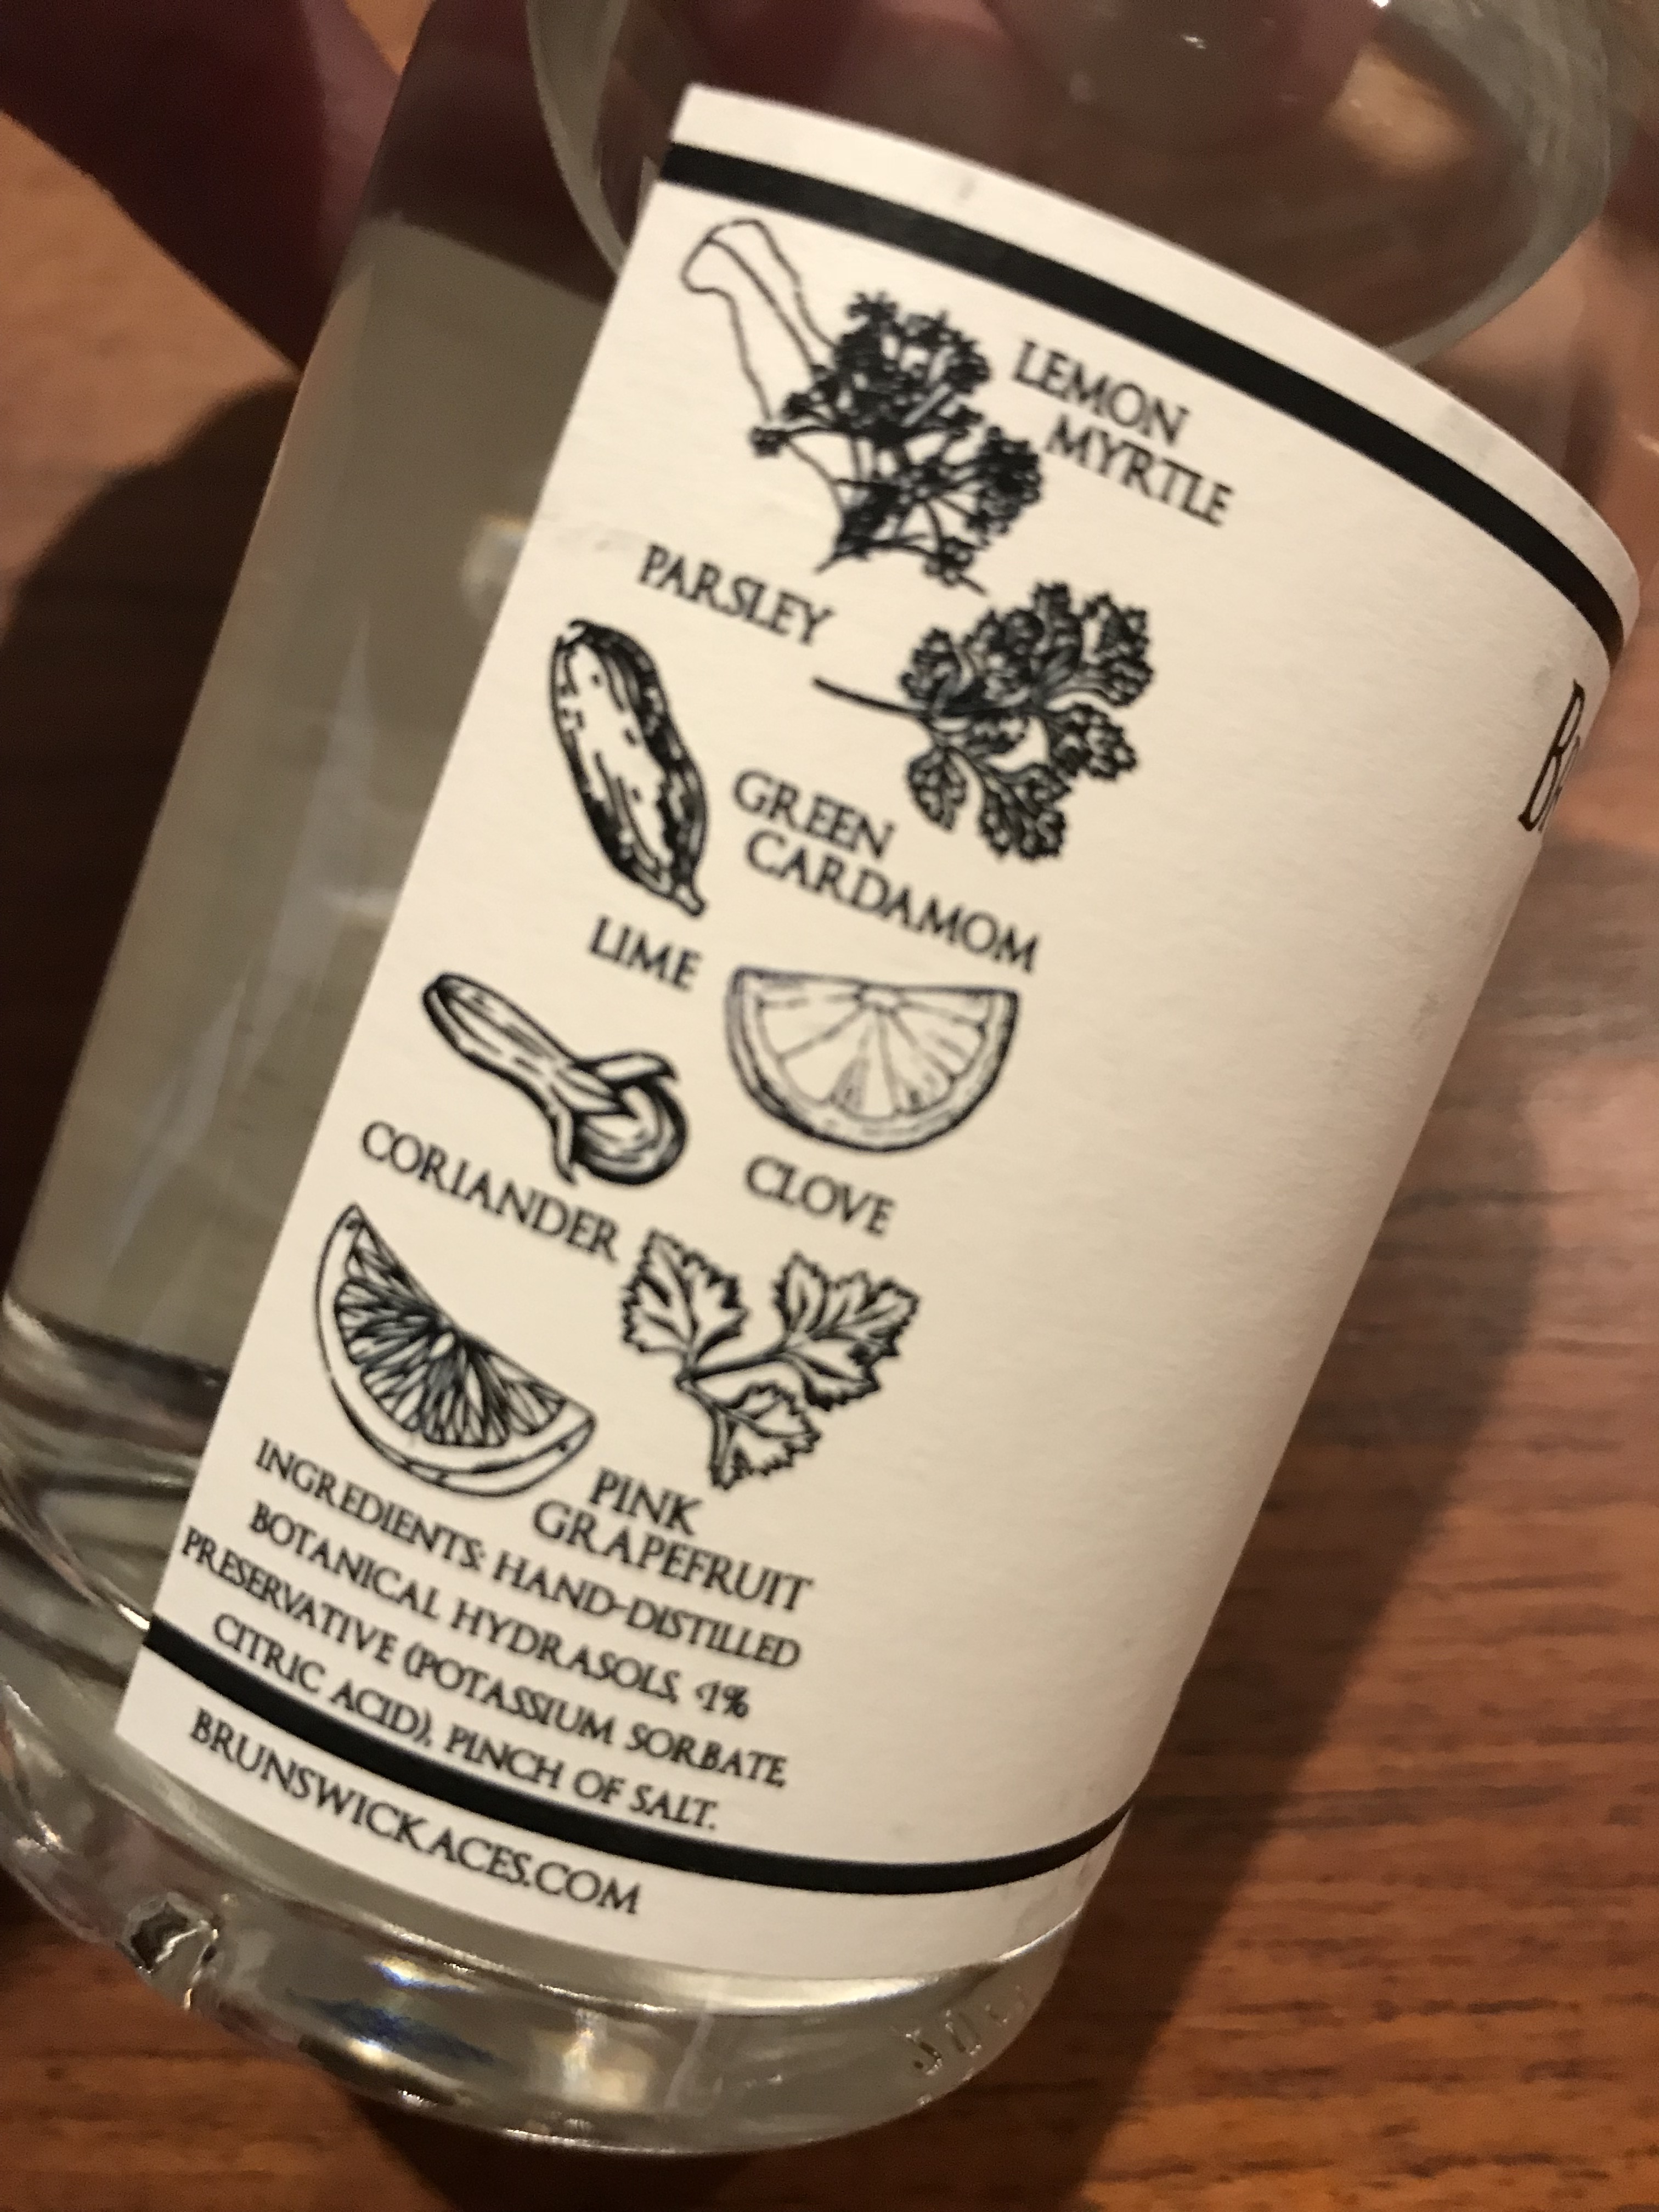 LEMON
MYRTLE
PARSLEY
GREEN
CARDAMOM
LIME
CLOVE
CORIANDER
PINK
GRAPEFRUIT
INGREDIENTS: HAND-DISTILLED
BOTANICAL HYDRASOLS, <1%
PRESERVATIVE (POTASSIUM SORBATE,
CITRIC ACID), PINCH OF SALT.
BRUNSWICKACES.COM